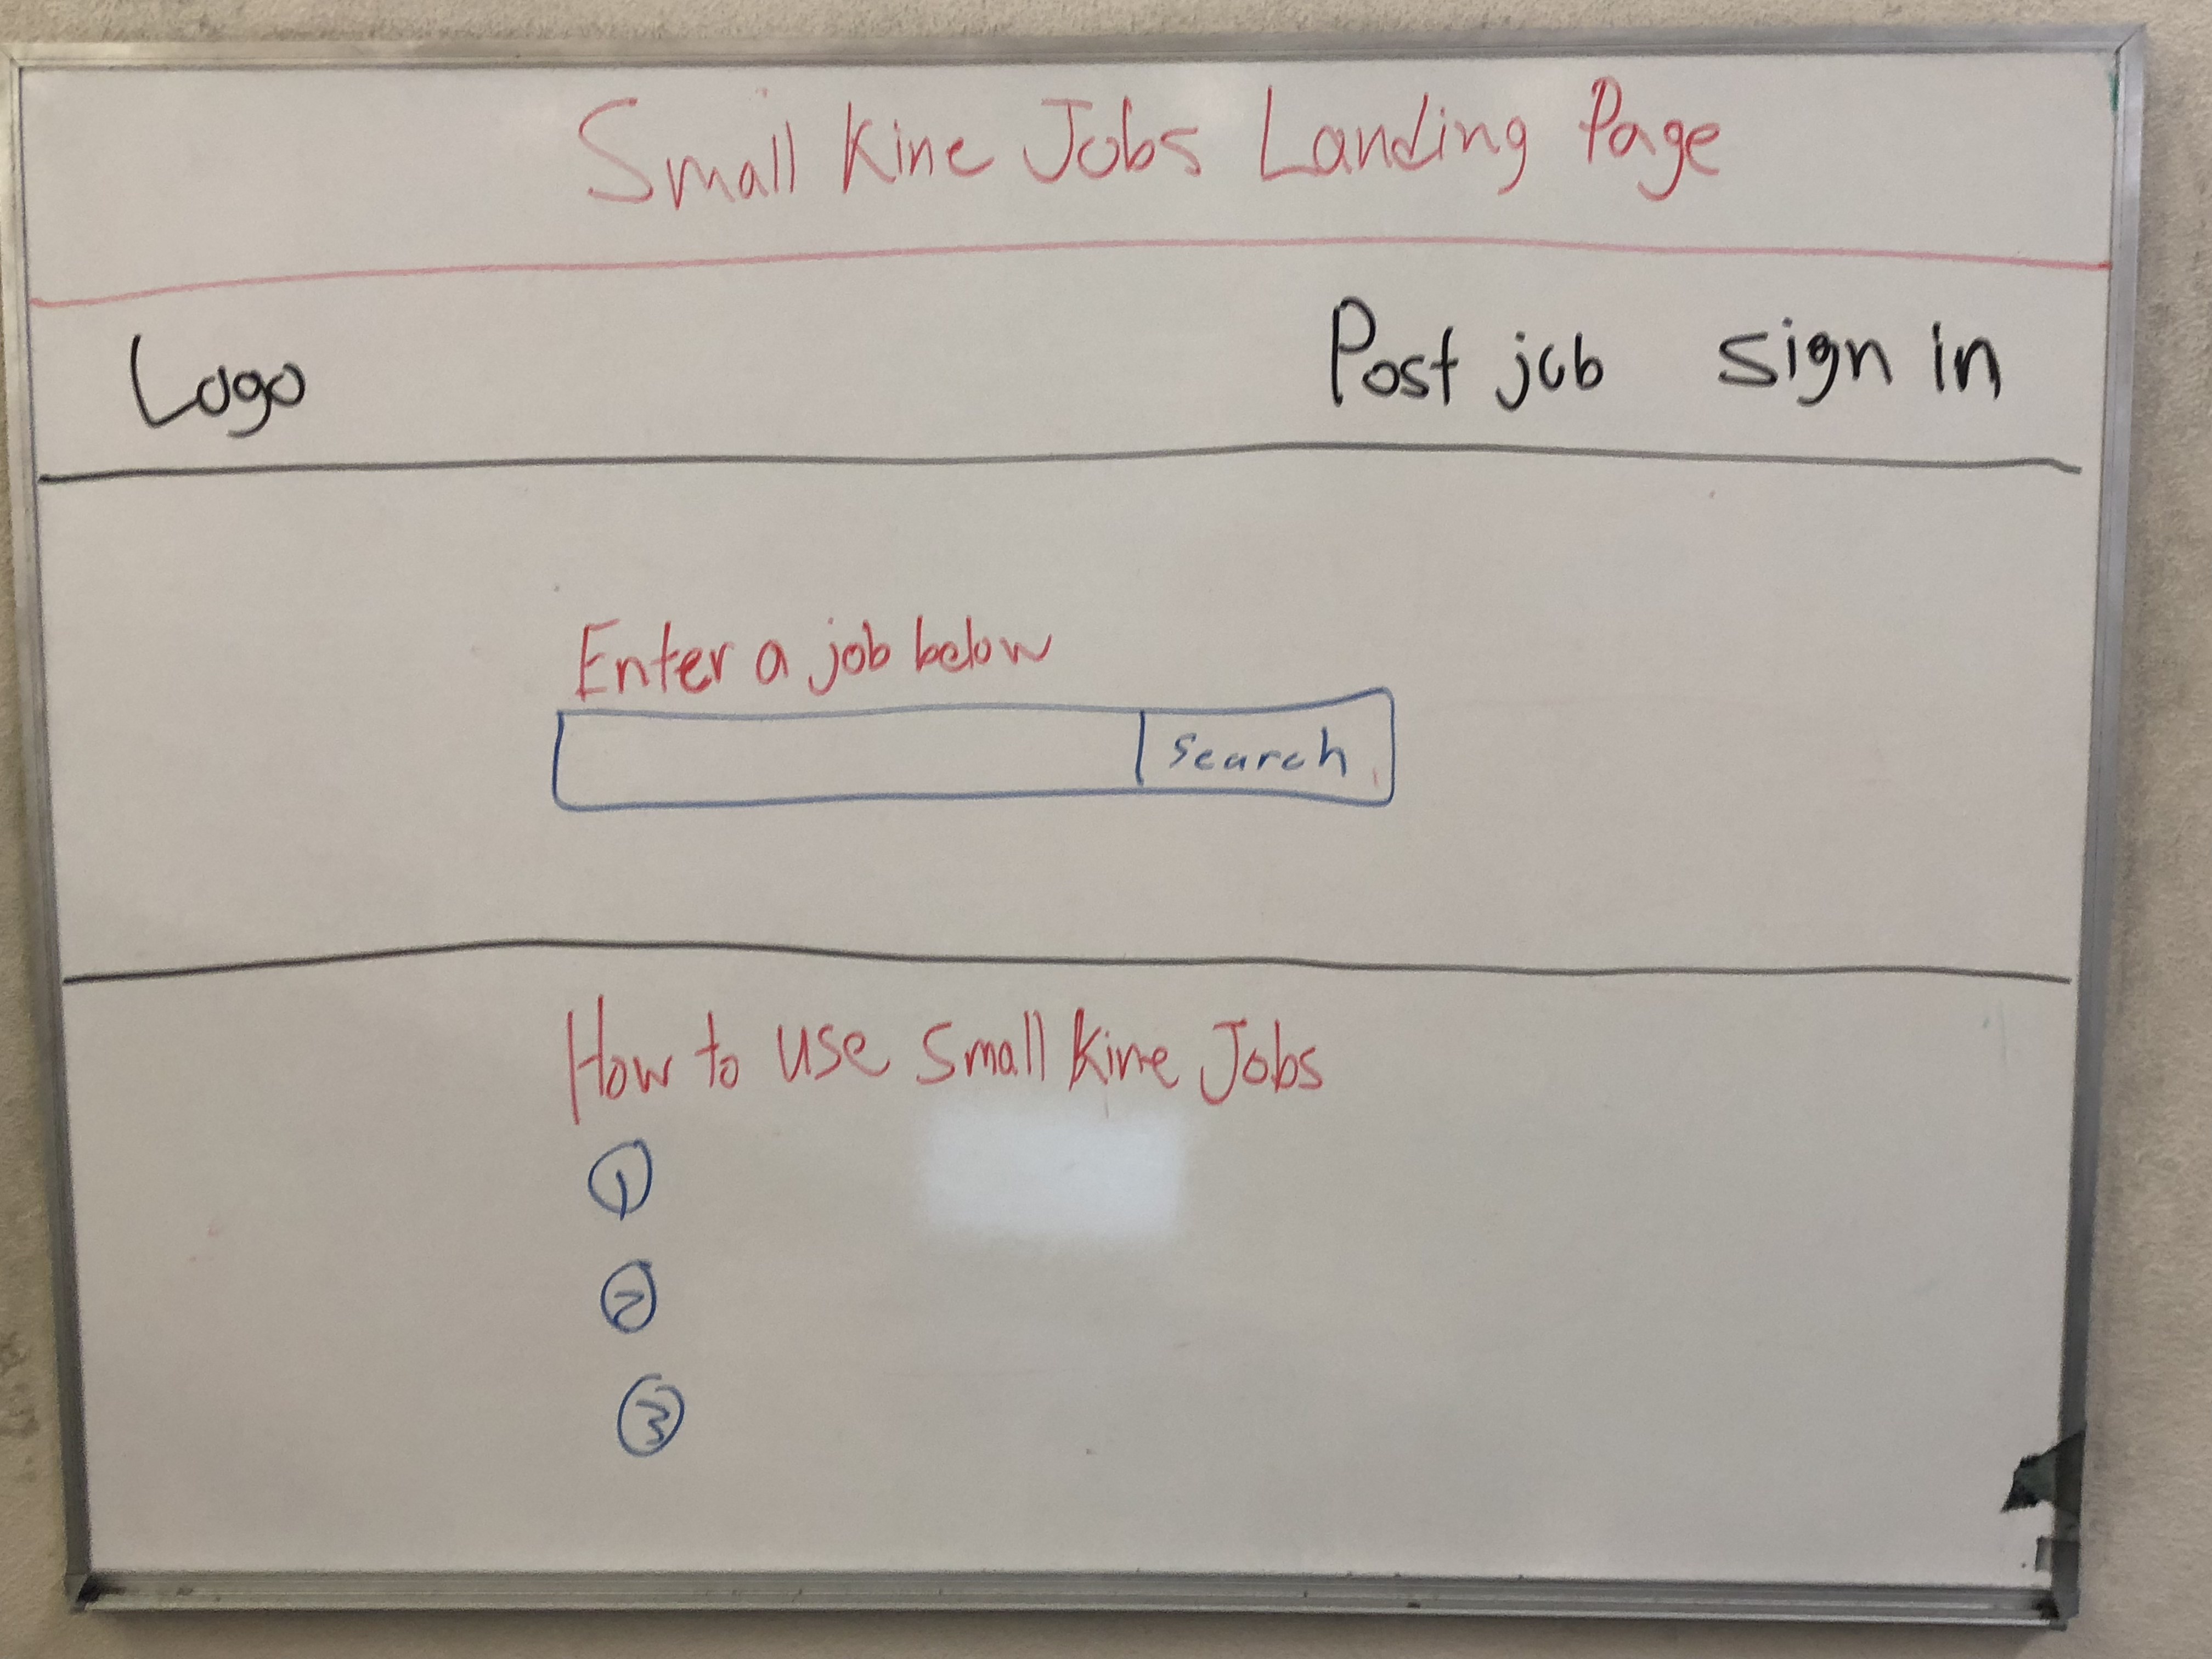 Small Kine Jobs Landing Page
Logo Post job sign in
Enter a job below
search
How to use Small Kine Jobs
1
2
3